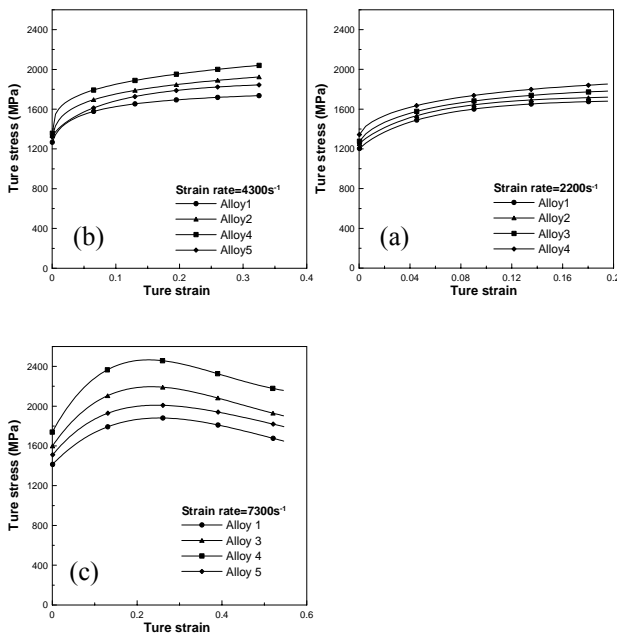 2400
2000
1600
1200
800
400
0
Ture stress (MPa)
Strain rate=4300s-1
Alloy1
Alloy2
Alloy4
Alloy5
(b)
0 0.1 0.2 0.3 0.4
Ture strain
2400
2000
1600
1200
800
400
0
Ture stress (MPa)
Strain rate=2200s-1
Alloy1
Alloy2
Alloy3
Alloy4
(a)
0 0.04 0.08 0.12 0.16 0.2
Ture strain
2400
2000
1600
1200
800
400
0
Ture stress (MPa)
Strain rate=7300s-1
Alloy 1
Alloy 3
Alloy 4
Alloy 5
(c)
0 0.2 0.4 0.6
Ture strain